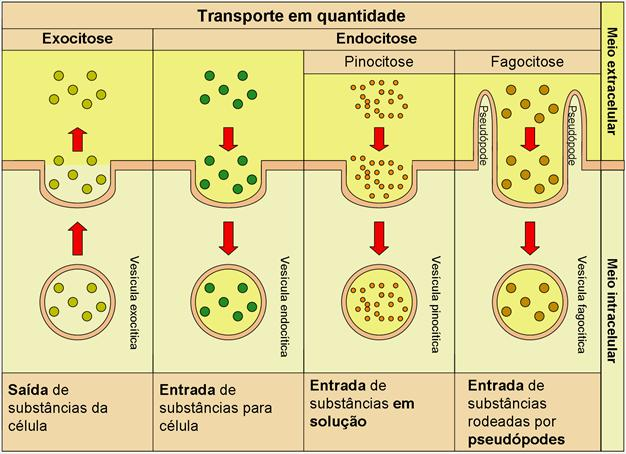 Transporte em quantidade
Exocitose
Endocitose
Pinocitose
Fagocitose
Meio extracelular
Pseudópode
Pseudópode
Vesícula exocítica
Vesícula endocítica
Vesícula pinocítica
Vesícula fagocítica
Meio intracelular
Saída de
substâncias da
célula
Entrada de
substâncias para
célula
Entrada de
substâncias em
solução
Entrada de
substâncias
rodeadas por
pseudópodes